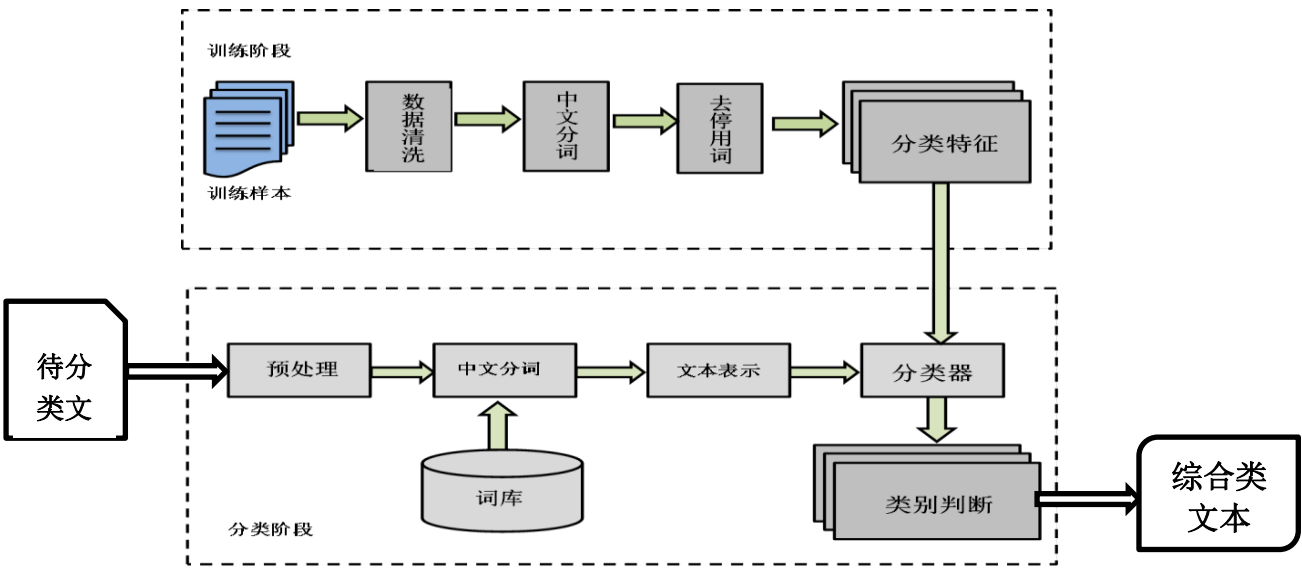 训练阶段
数据清洗
中文分词
去停用词
分类特征
训练样本
待分
类文
预处理
中文分词
文本表示
分类器
词库
类别判断
综合类
文本
分类阶段